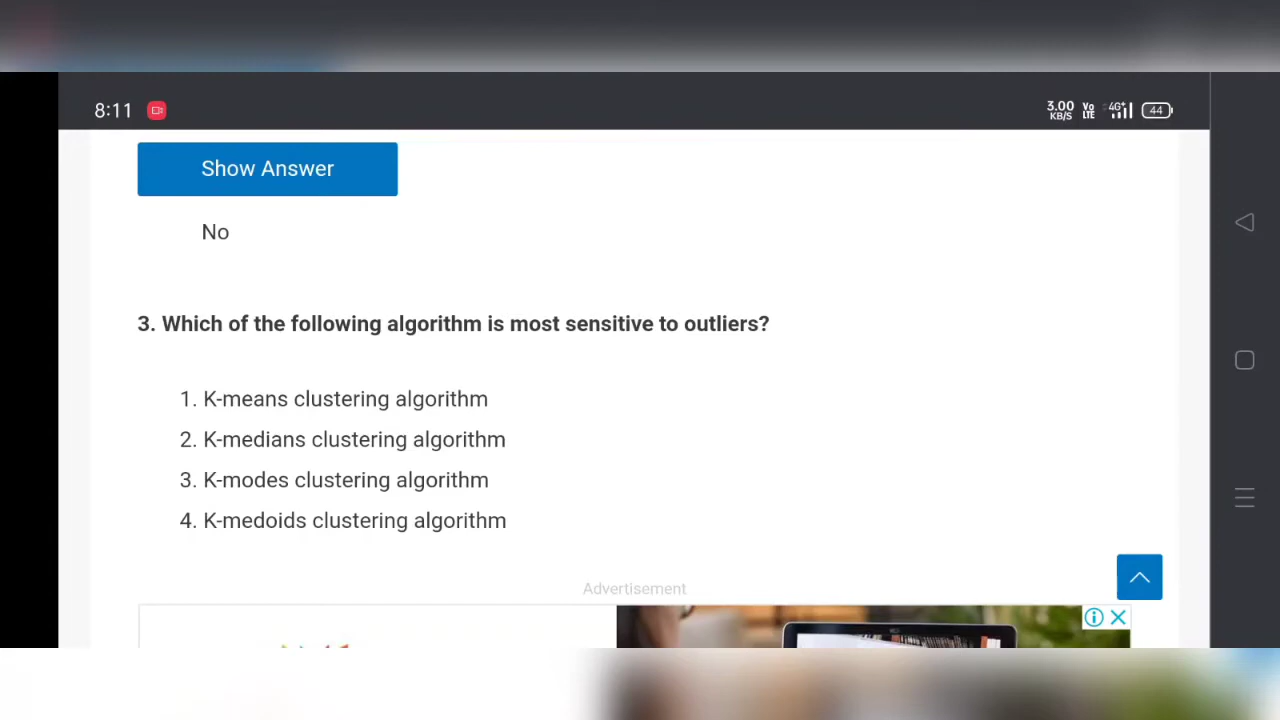 8:11
3.00 KB/S Vo LTE 4G+ 44
Show Answer
No
3. Which of the following algorithm is most sensitive to outliers?
1. K-means clustering algorithm
2. K-medians clustering algorithm
3. K-modes clustering algorithm
4. K-medoids clustering algorithm
Advertisement